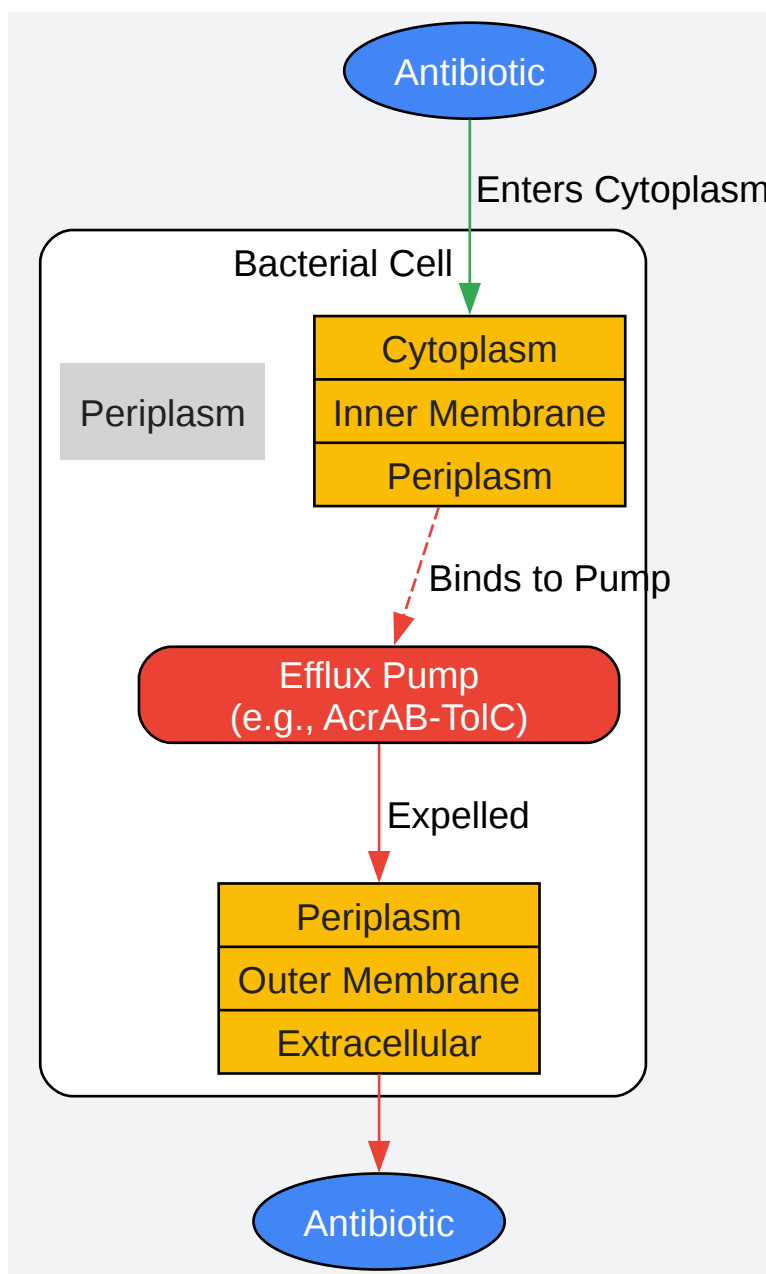 Antibiotic
Enters Cytoplasm
Bacterial Cell
Cytoplasm
Periplasm
Inner Membrane
Periplasm
Binds to Pump
Efflux Pump
(e.g., AcrAB-TolC)
Expelled
Periplasm
Outer Membrane
Extracellular
Antibiotic